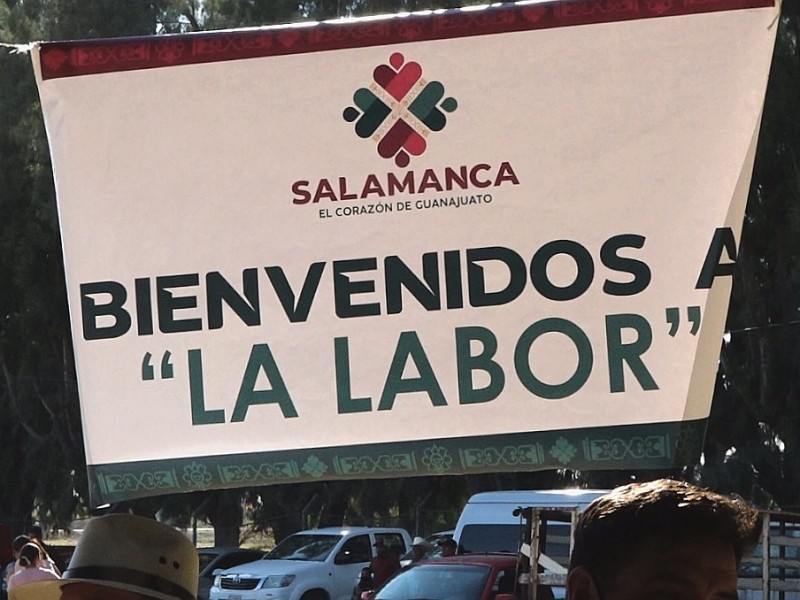 SALAMANCA
EL CORAZÓN DE GUANAJUATO
BIENVENIDOS A
“LA LABOR”